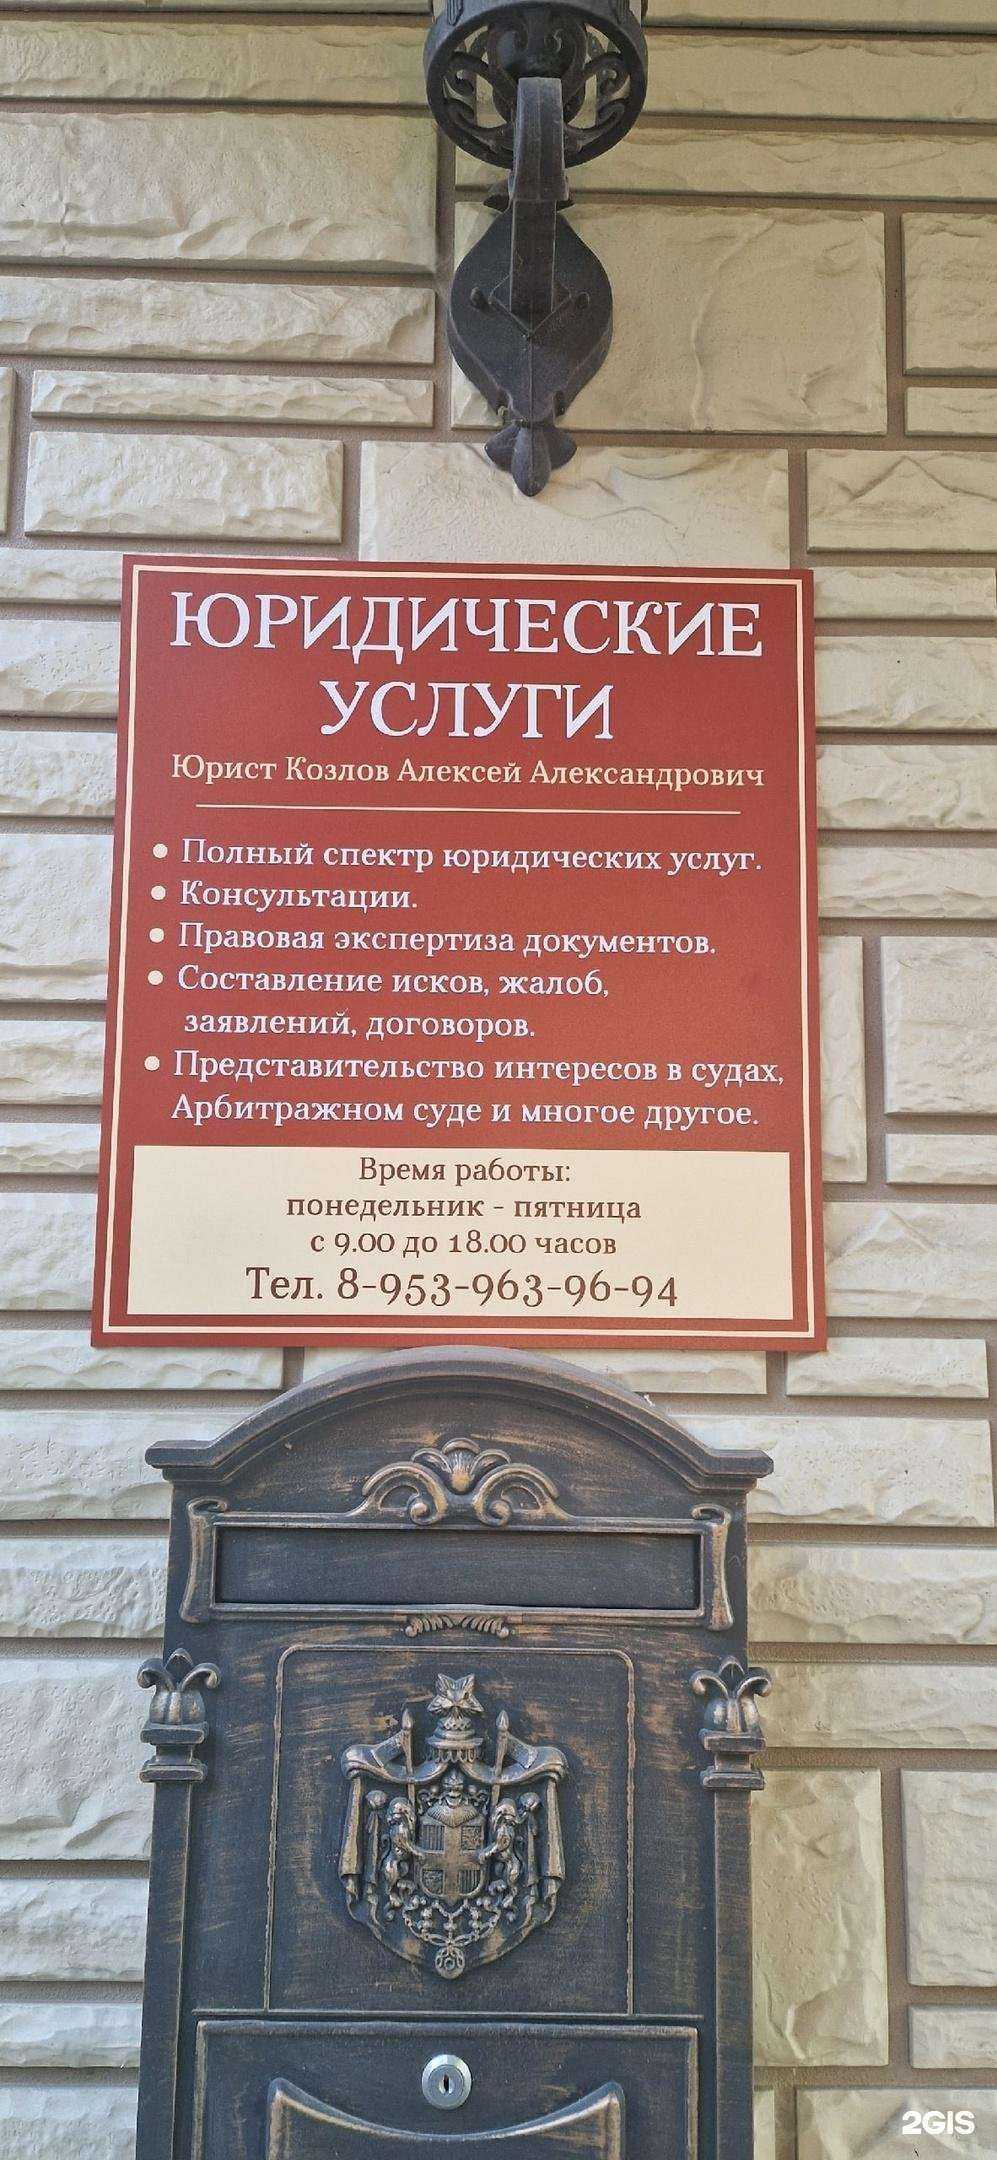 ЮРИДИЧЕСКИЕ
УСЛУГИ
Юрист Козлов Алексей Александрович
• Полный спектр юридических услуг.
• Консультации.
• Правовая экспертиза документов.
• Составление исков, жалоб,
заявлений, договоров.
• Представительство интересов в судах,
Арбитражном суде и многое другое.
Время работы:
понедельник - пятница
с 9.00 до 18.00 часов
Тел. 8-953-963-96-94
2GIS